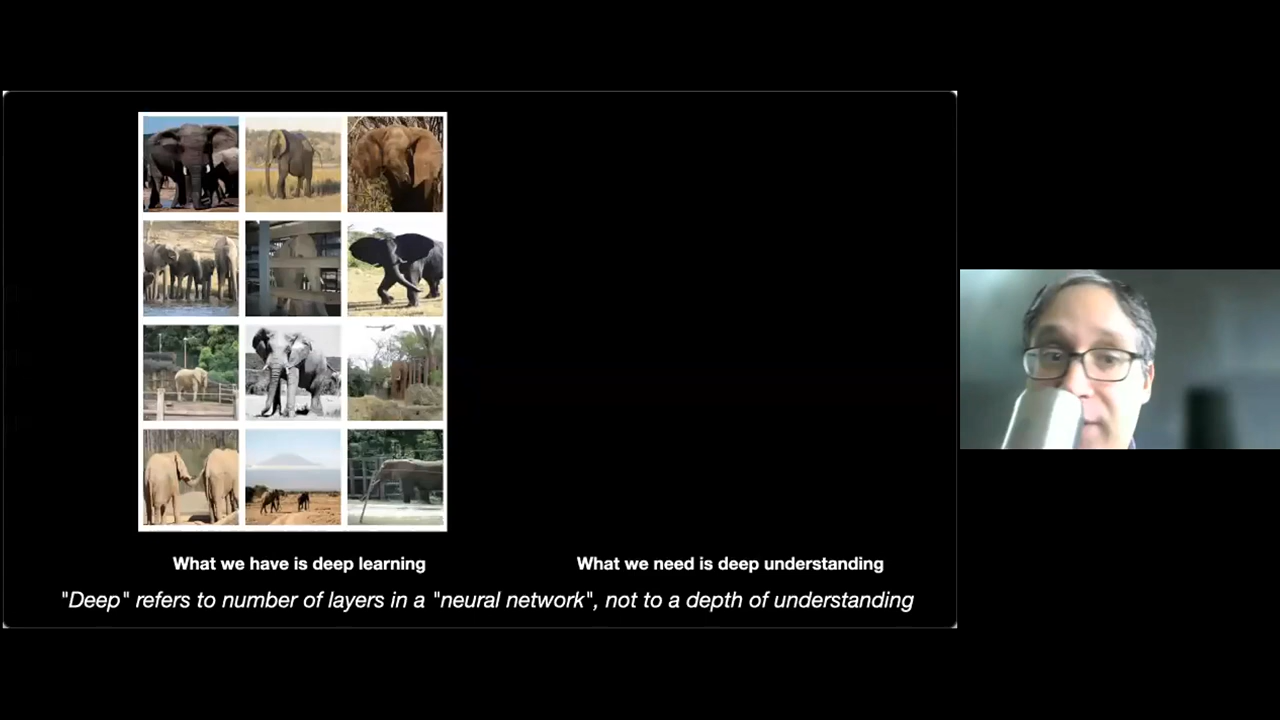 What we have is deep learning
What we need is deep understanding
"Deep" refers to number of layers in a "neural network", not to a depth of understanding